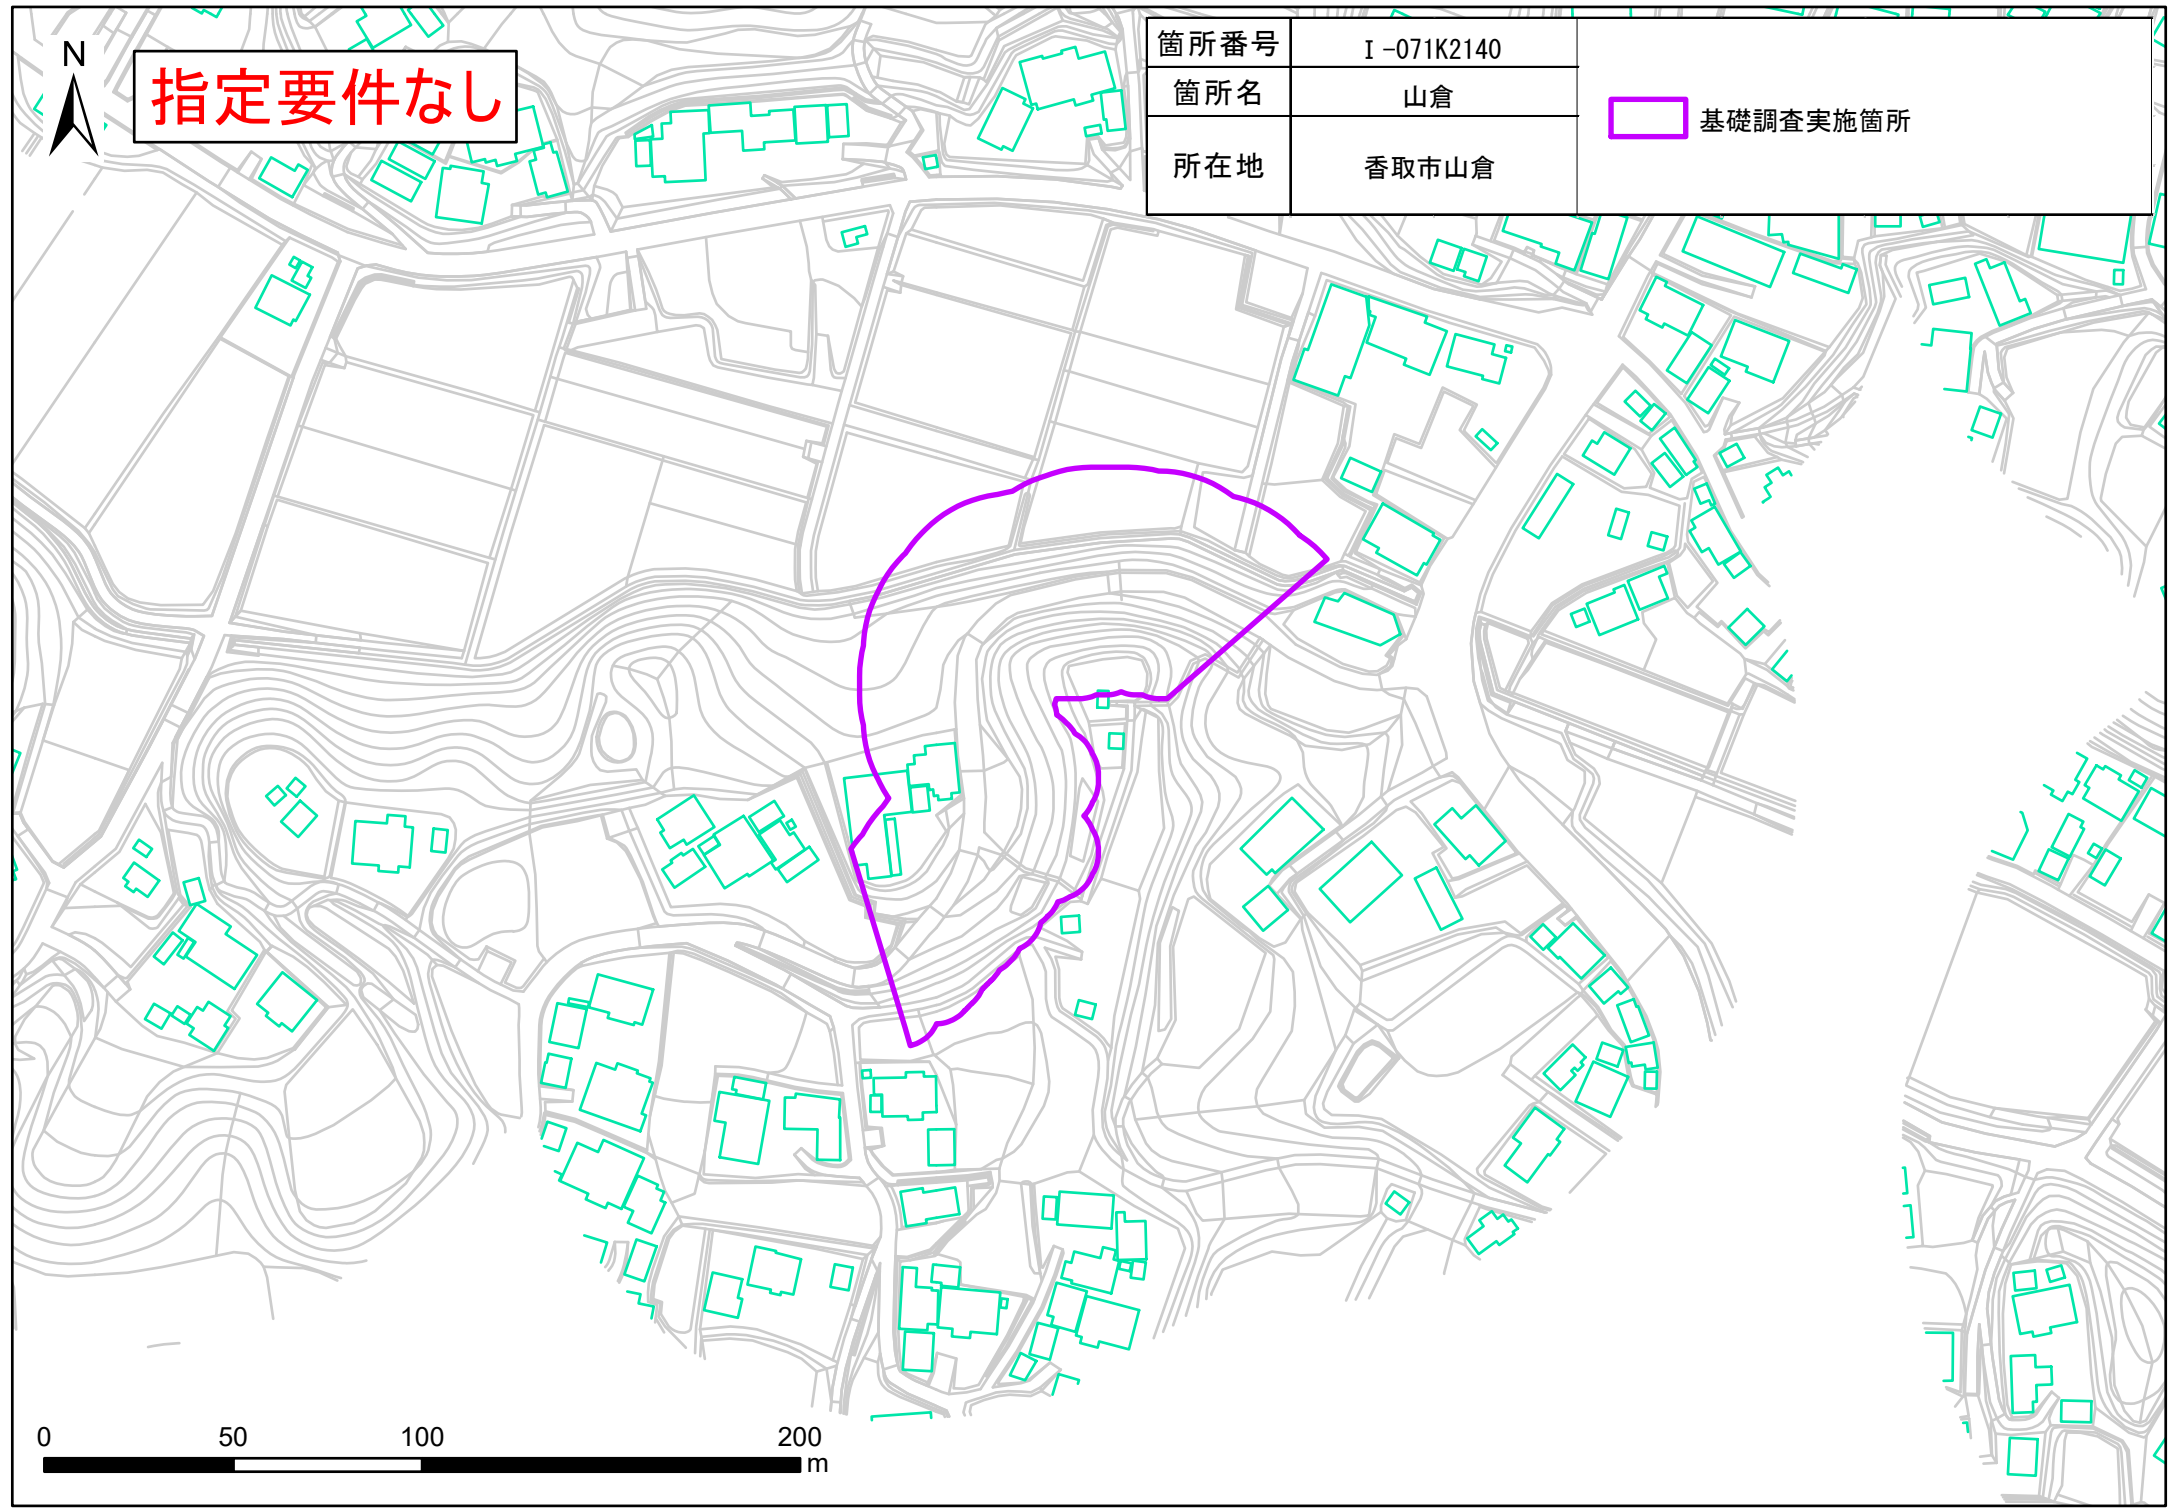 N
指定要件なし
箇所番号 Ⅰ-071K2140
箇所名 山倉
所在地 香取市山倉
基礎調査実施箇所
0 50 100 200
m